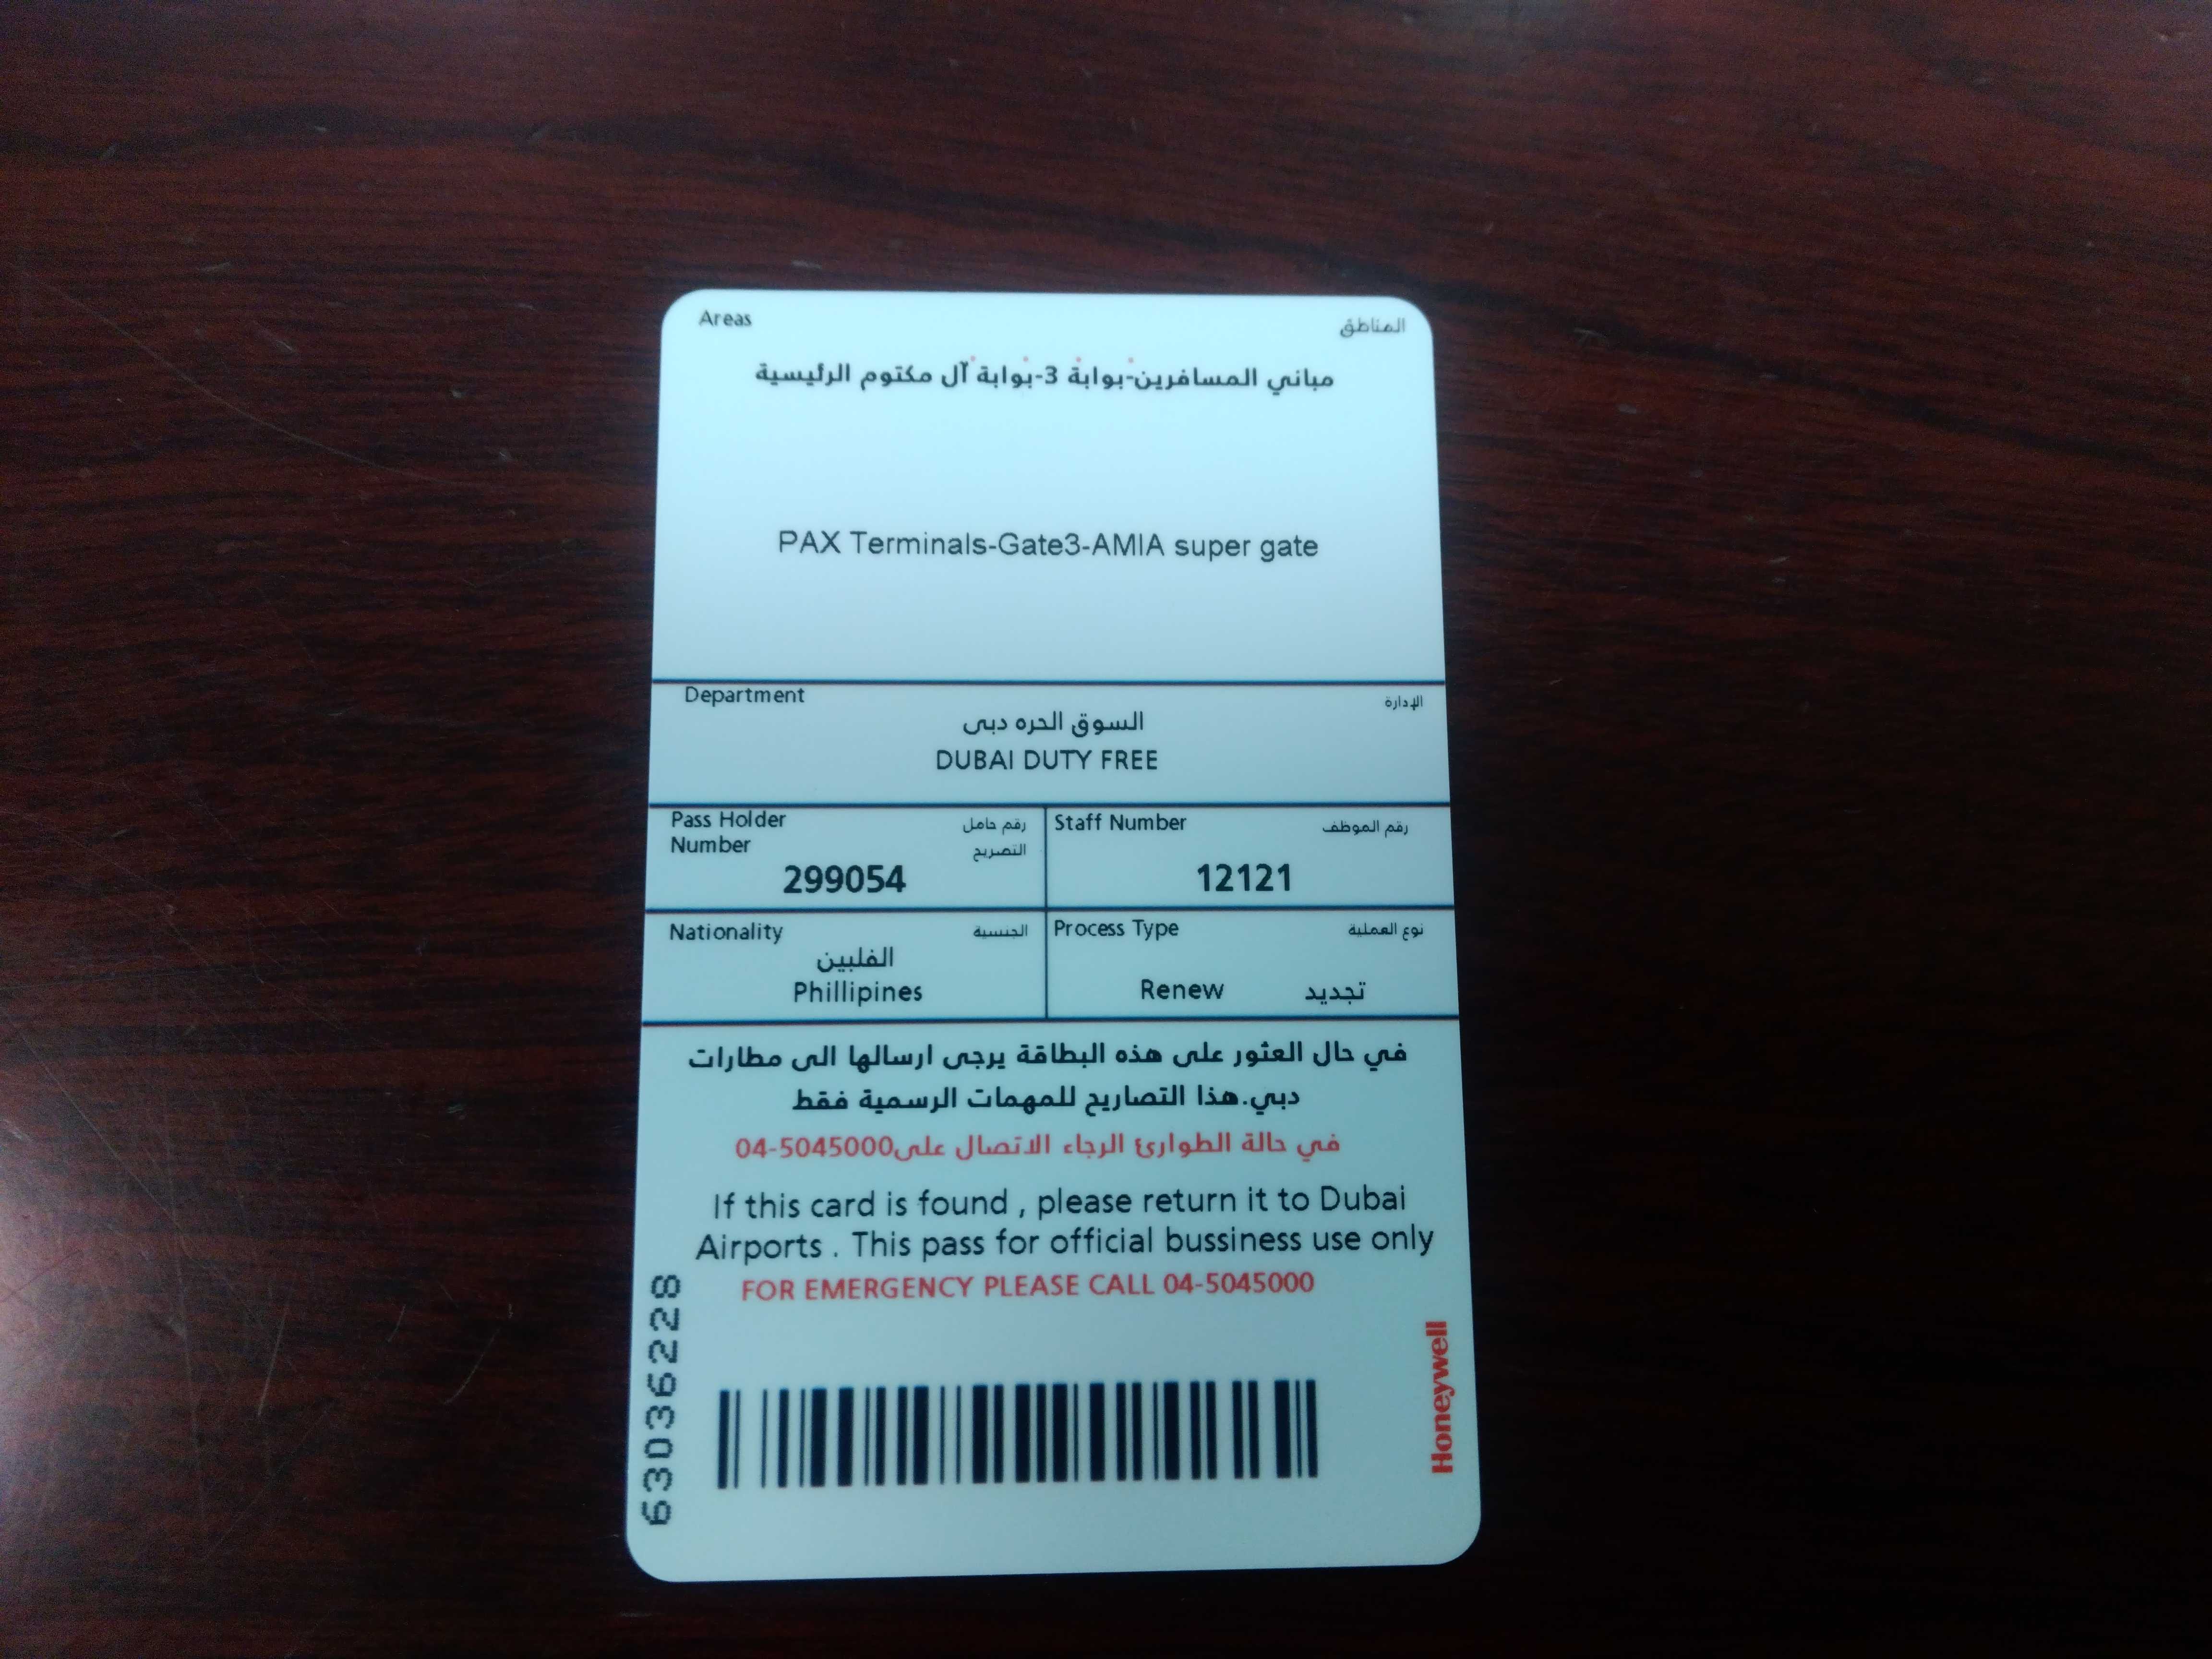 Areas المناطق
مباني المسافرين-بوابة 3-بوابة آل مكتوم الرئيسية
PAX Terminals-Gate3-AMIA super gate
Department الإدارة
السوق الحره دبى
DUBAI DUTY FREE
Pass Holder رقم حامل
Number التصريح
299054
Staff Number رقم الموظف
12121
Nationality الجنسية
الفلبين
Phillipines
Process Type نوع العملية
Renew تجديد
في حال العثور على هذه البطاقة يرجى ارسالها الى مطارات
دبي.هذا التصاريح للمهمات الرسمية فقط
في حالة الطوارئ الرجاء الاتصال على04-5045000
If this card is found , please return it to Dubai
Airports . This pass for official bussiness use only
FOR EMERGENCY PLEASE CALL 04-5045000
63036228
Honeywell